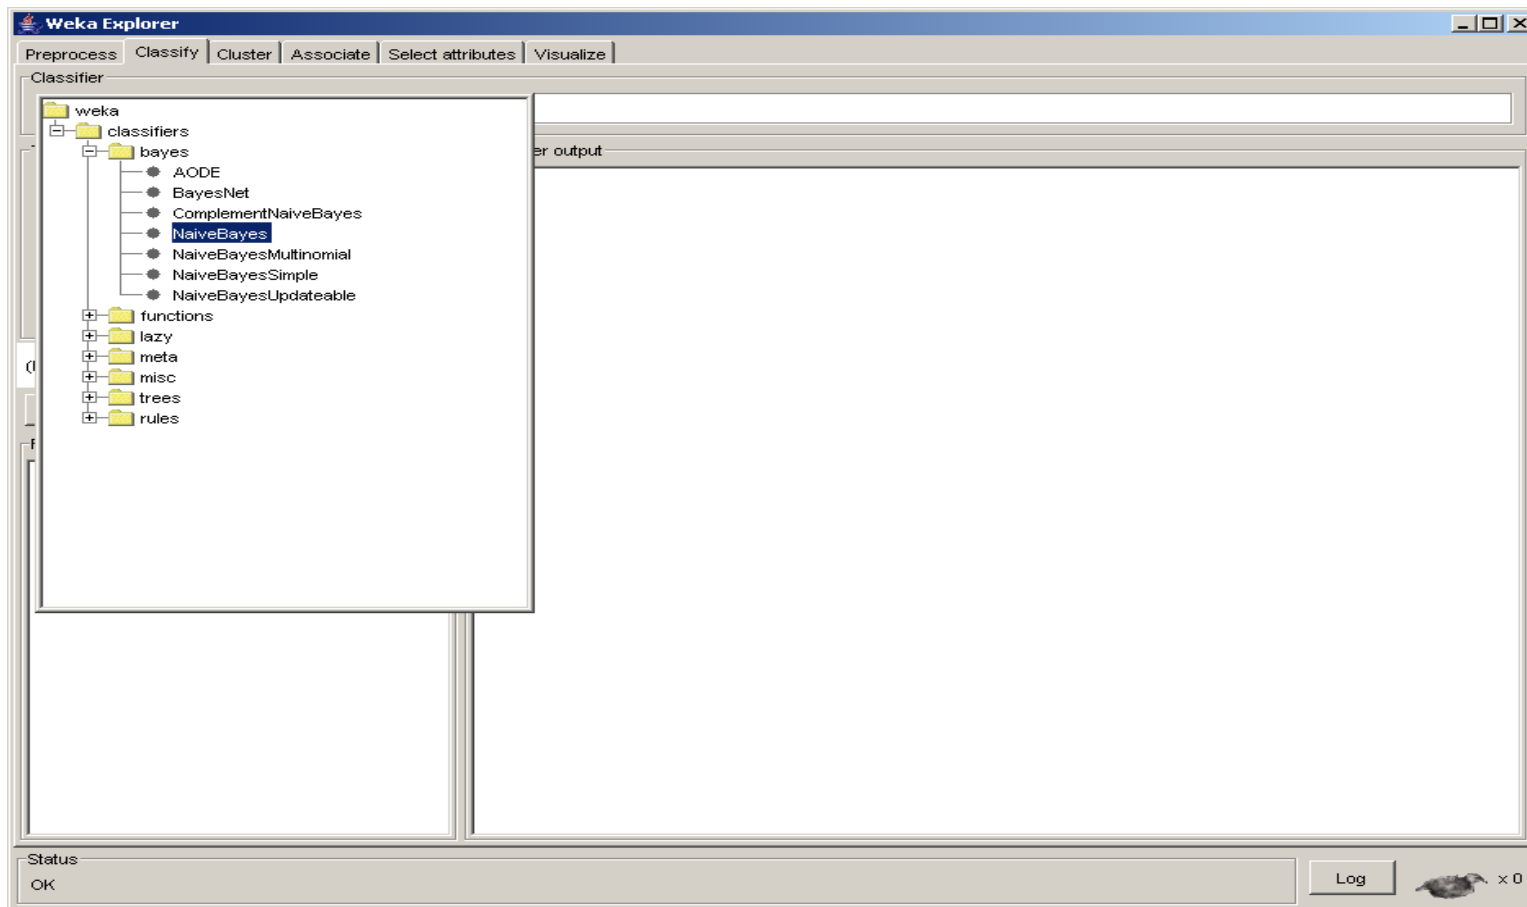 Weka Explorer
Preprocess Classify Cluster Associate Select attributes Visualize
Classifier
weka
classifiers
bayes
AODE
BayesNet
ComplementNaiveBayes
NaiveBayes
NaiveBayesMultinomial
NaiveBayesSimple
NaiveBayesUpdateable
functions
lazy
meta
misc
trees
rules
er output
Status
OK
Log
x 0